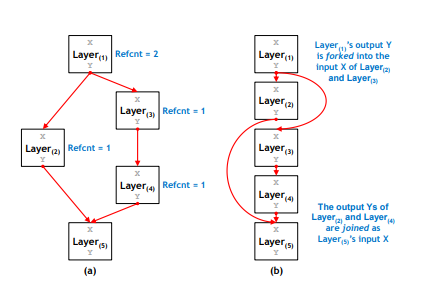 X
Layer(1)
Y
Refcnt = 2
X
Layer(3)
Y
Refcnt = 1
X
Layer(2)
Y
Refcnt = 1
X
Layer(4)
Y
Refcnt = 1
X
Layer(5)
Y
(a)
X
Layer(1)
Y
X
Layer(2)
Y
X
Layer(3)
Y
X
Layer(4)
Y
X
Layer(5)
Y
(b)
Layer(1)'s output Y
is forked into the
input X of Layer(2)
and Layer(3)
The output Ys of
Layer(2) and Layer(4)
are joined as
Layer(5)'s input X